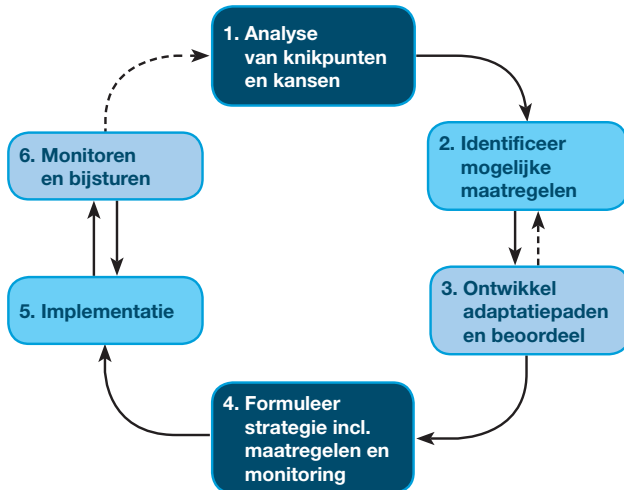 1. Analyse
van knikpunten
en kansen
2. Identificeer
mogelijke
maatregelen
3. Ontwikkel
adaptatiepaden
en beoordeel
4. Formuleer
strategie incl.
maatregelen en
monitoring
5. Implementatie
6. Monitoren
en bijsturen